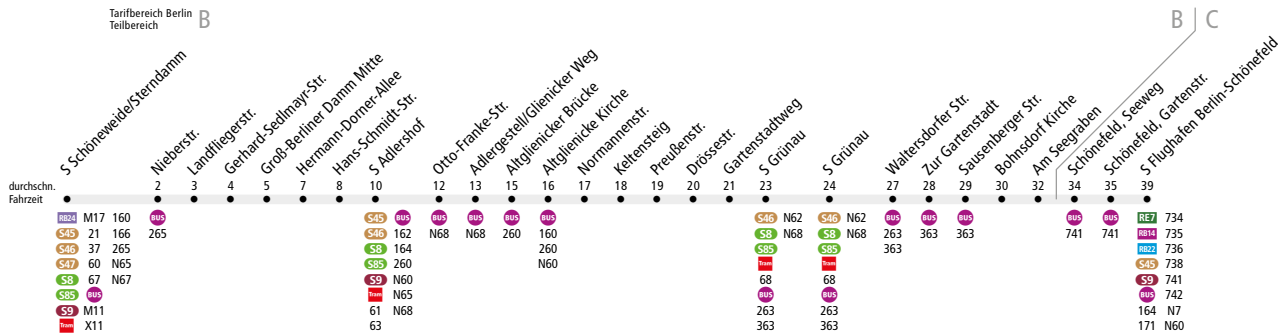 Tarifbereich Berlin
Teilbereich B
B C
S Schöneweide/Sterndamm
Nieberstr.
Landfliegerstr.
Gerhard-Sedlmayr-Str.
Groß-Berliner Damm Mitte
Hermann-Dorner-Allee
Hans-Schmidt-Str.
S Adlershof
Otto-Franke-Str.
Adlergestell/Glienicker Weg
Altglienicker Brücke
Altglienicke Kirche
Normannenstr.
Keltensteig
Preußenstr.
Drössestr.
Gartenstadtweg
S Grünau
S Grünau
Waltersdorfer Str.
Zur Gartenstadt
Sausenberger Str.
Bohnsdorf Kirche
Am Seegraben
Schönefeld, Seeweg
Schönefeld, Gartenstr.
S Flughafen Berlin-Schönefeld
durchschn. 2 3 4 5 7 8 10 12 13 15 16 17 18 19 20 21 23 24 27 28 29 30 32 34 35 39
Fahrzeit
RB24 M17 160 BUS S45 BUS BUS BUS BUS BUS S46 N62 S46 N62 BUS BUS BUS BUS BUS RE7 734
S45 21 166 265 S46 162 N68 N68 260 160 S8 N68 S8 N68 263 363 363 741 741 RB14 735
S46 37 265 S8 164 260 S85 S85 363 RB22 736
S47 60 N65 S85 260 N60 Tram Tram S45 738
S8 67 N67 S9 N60 68 68 S9 741
S85 BUS Tram N65 BUS BUS BUS 742
S9 M11 61 N68 263 263 164 N7
Tram X11 63 363 363 171 N60